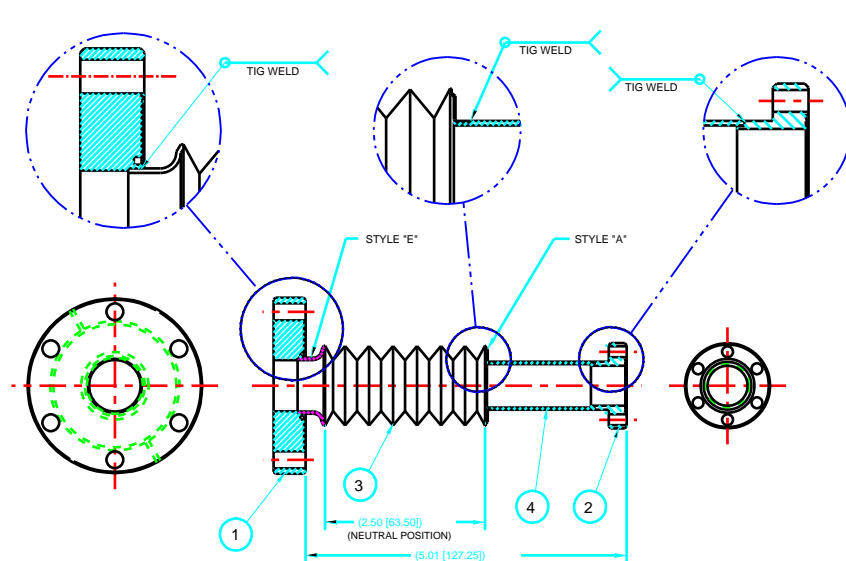 TIG WELD
TIG WELD
TIG WELD
STYLE "E"
STYLE "A"
3
4
2
1
(2.50 [63.50])
(NEUTRAL POSITION)
(5.01 [127.25])